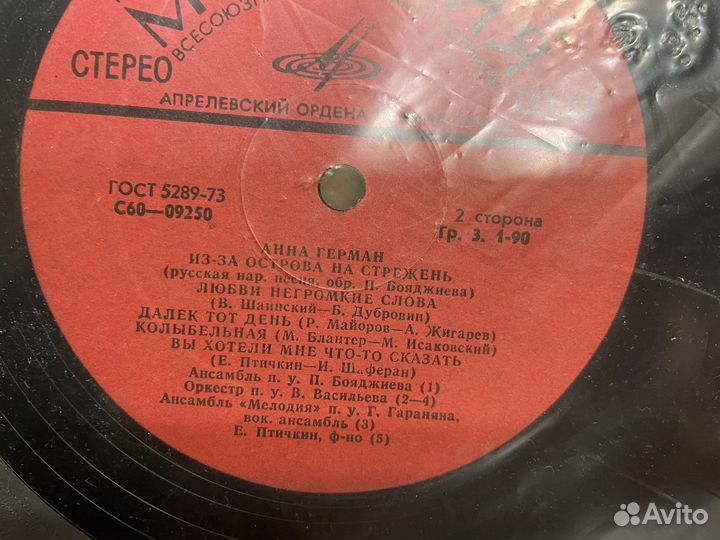 ВСЕСОЮЗН
СТЕРЕО
АПРЕЛЕВСКИЙ ОРДЕНА
ГОСТ 5289-73
С60—09250
2 сторона
Гр. 3. 1-90
АННА ГЕРМАН
ИЗ-ЗА ОСТРОВА НА СТРЕЖЕНЬ
(русская нар. песня, обр. П. Бояджиева)
ЛЮБВИ НЕГРОМКИЕ СЛОВА
(В. Шаинский—Б. Дубровин)
ДАЛЕК ТОТ ДЕНЬ (Р. Майоров—А. Жигарев)
КОЛЫБЕЛЬНАЯ (М. Блантер—М. Исаковский)
ВЫ ХОТЕЛИ МНЕ ЧТО-ТО СКАЗАТЬ
(Е. Птичкин—И. Шаферан)
Ансамбль п. у. П. Бояджиева (1)
Оркестр п. у. В. Васильева (2—4)
Ансамбль «Мелодия» п. у. Г. Гараняна,
вок. ансамбль (3)
Е. Птичкин, ф-но (5)
Avito